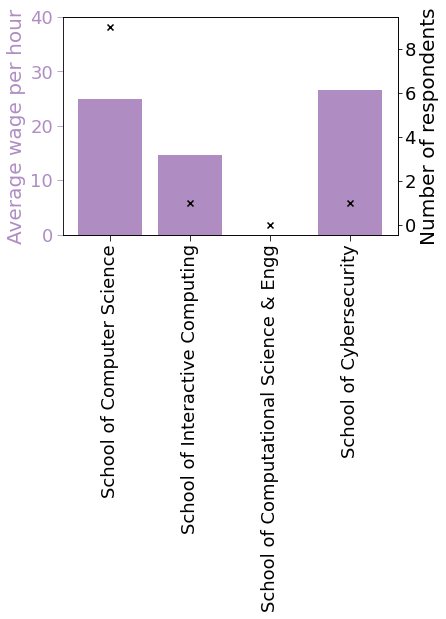 Average wage per hour
40
30
20
10
0
8
6
4
2
0
Number of respondents
School of Computer Science
School of Interactive Computing
School of Computational Science & Engg
School of Cybersecurity